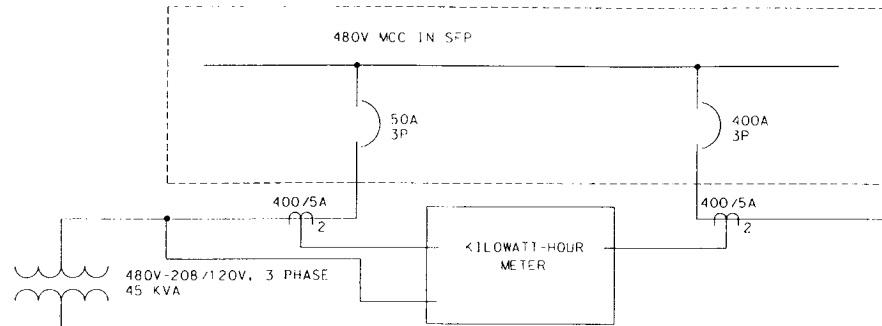 480V MCC IN SFP
50A
3P
400A
3P
400/5A
2
400/5A
2
KILOWATT-HOUR
METER
480V-208/120V, 3 PHASE
45 KVA